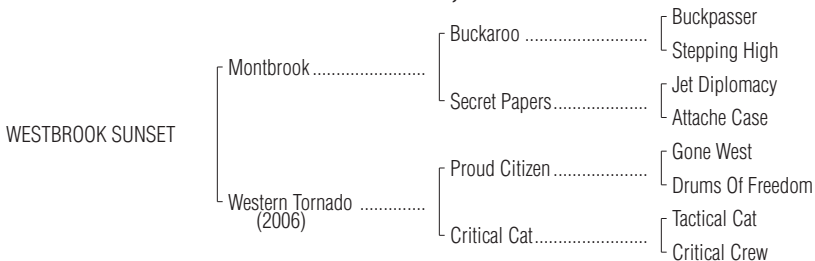 Buckpasser
Buckaroo ..........................
Stepping High
Montbrook ........................
Jet Diplomacy
Secret Papers....................
Attache Case
WESTBROOK SUNSET
Gone West
Proud Citizen ....................
Drums Of Freedom
Western Tornado ..............
(2006)
Tactical Cat
Critical Cat........................
Critical Crew